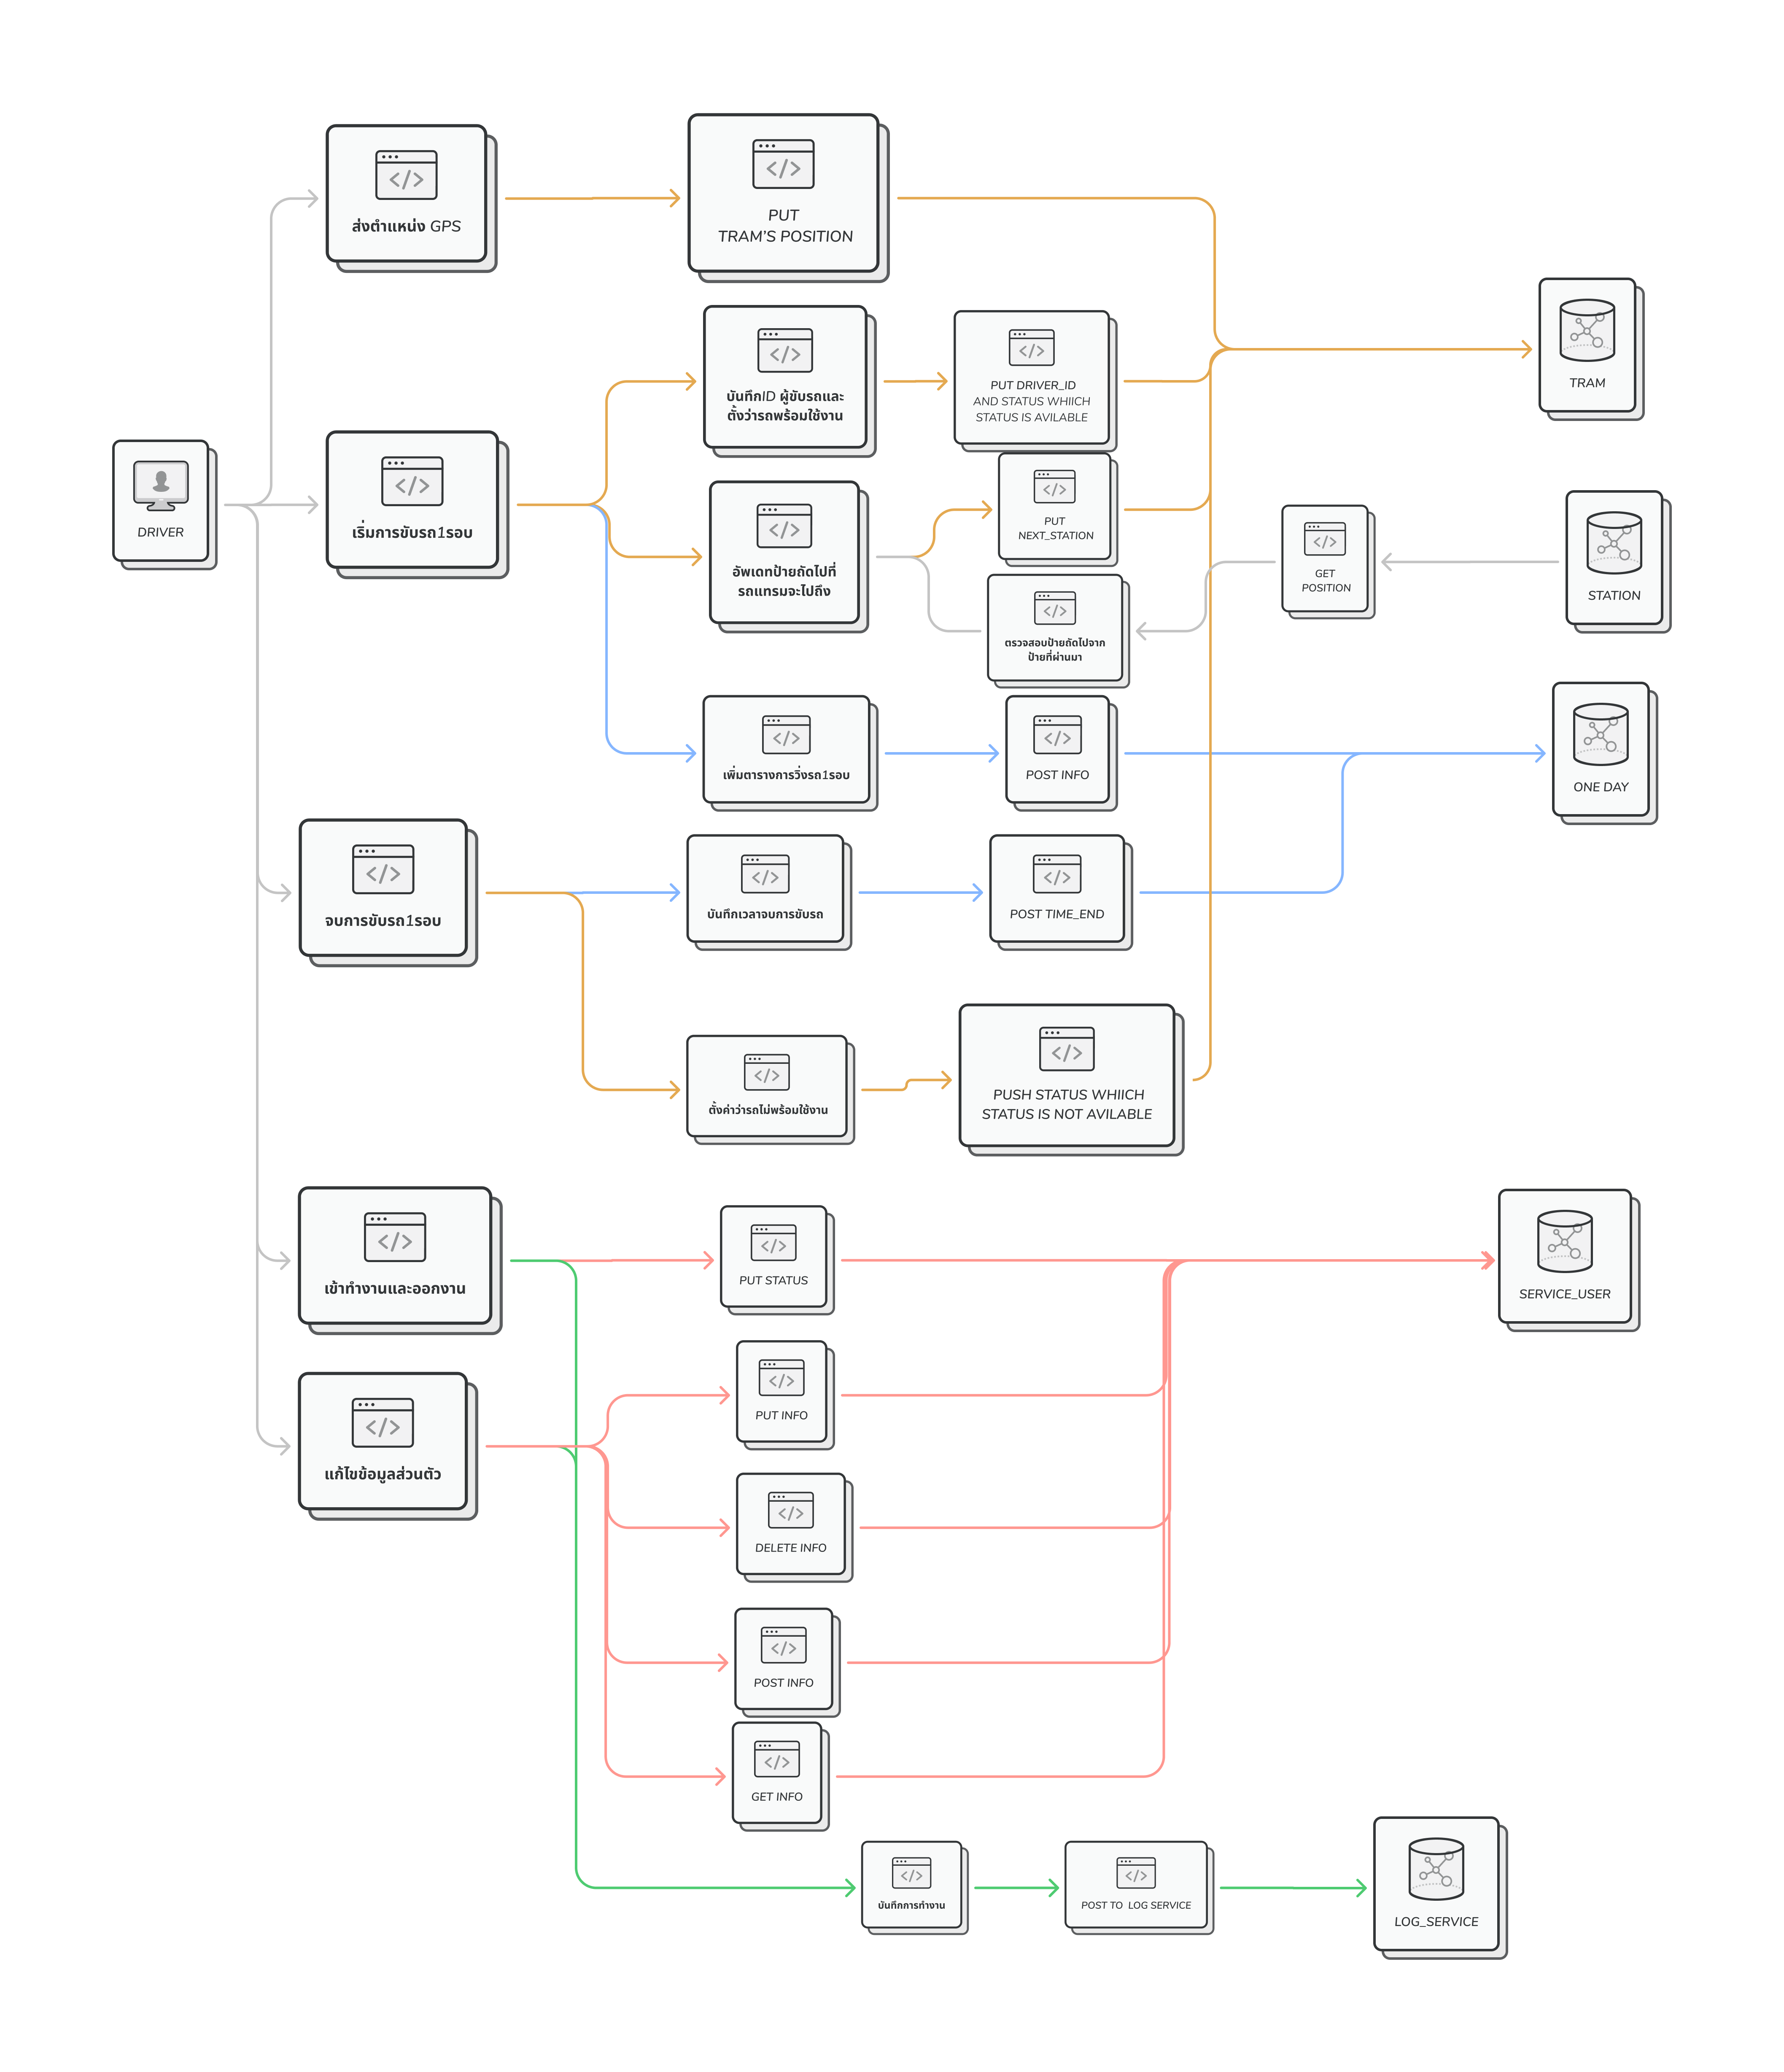 ส่งตำแหน่ง GPS
PUT
TRAM'S POSITION
TRAM
บันทึกID ผู้ขับรถและ
ตั้งว่ารถพร้อมใช้งาน
PUT DRIVER_ID
AND STATUS WHIICH
STATUS IS AVILABLE
DRIVER
เริ่มการขับรถ1รอบ
PUT
NEXT_STATION
อัพเดทป้ายถัดไปที่
รถแทรมจะไปถึง
GET
POSITION
STATION
ตรวจสอบป้ายถัดไปจาก
ป้ายที่ผ่านมา
เพิ่มตารางการวิ่งรถ1รอบ
POST INFO
ONE DAY
จบการขับรถ1รอบ
บันทึกเวลาจบการขับรถ
POST TIME_END
ตั้งค่าว่ารถไม่พร้อมใช้งาน
PUSH STATUS WHIICH
STATUS IS NOT AVILABLE
เข้าทำงานและออกงาน
PUT STATUS
SERVICE_USER
PUT INFO
แก้ไขข้อมูลส่วนตัว
DELETE INFO
POST INFO
GET INFO
บันทึกการทำงาน
POST TO LOG SERVICE
LOG_SERVICE